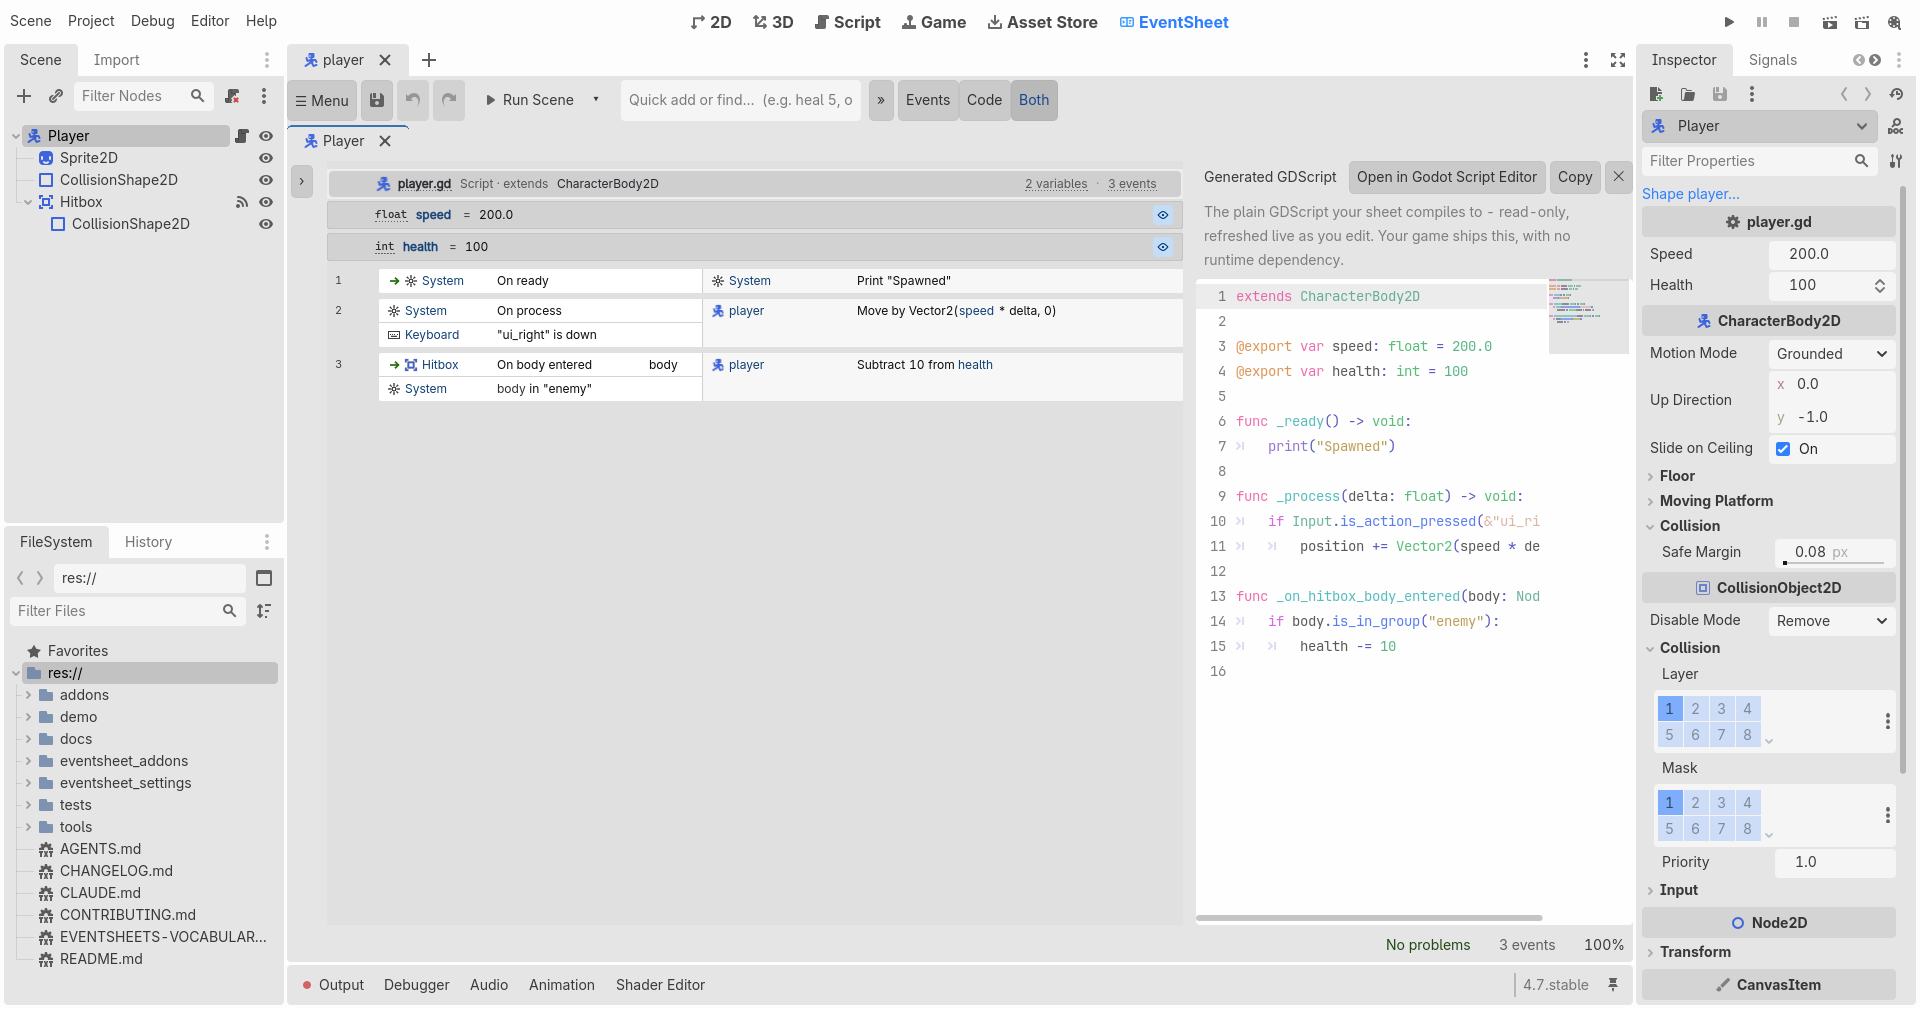 Scene Project Debug Editor Help
2D 3D Script Game Asset Store EventSheet
Scene Import
Filter Nodes
Player
Sprite2D
CollisionShape2D
Hitbox
CollisionShape2D
FileSystem History
res://
Filter Files
Favorites
res://
addons
demo
docs
eventsheet_addons
eventsheet_settings
tests
tools
AGENTS.md
CHANGELOG.md
CLAUDE.md
CONTRIBUTING.md
EVENTSHEETS-VOCABULAR...
README.md
player
Menu Run Scene Quick add or find... (e.g. heal 5, o » Events Code Both
Player
player.gd Script · extends CharacterBody2D 2 variables · 3 events
float speed = 200.0
int health = 100
1 System On ready System Print "Spawned"
2 System On process player Move by Vector2(speed * delta, 0)
Keyboard "ui_right" is down
3 Hitbox On body entered body player Subtract 10 from health
System body in "enemy"
Generated GDScript Open in Godot Script Editor Copy
The plain GDScript your sheet compiles to - read-only,
refreshed live as you edit. Your game ships this, with no
runtime dependency.
1 extends CharacterBody2D
2
3 @export var speed: float = 200.0
4 @export var health: int = 100
5
6 func _ready() -> void:
7 print("Spawned")
8
9 func _process(delta: float) -> void:
10 if Input.is_action_pressed(&"ui_ri
11 position += Vector2(speed * de
12
13 func _on_hitbox_body_entered(body: Nod
14 if body.is_in_group("enemy"):
15 health -= 10
16
No problems 3 events 100%
Output Debugger Audio Animation Shader Editor 4.7.stable
Inspector Signals
Player
Filter Properties
Shape player...
player.gd
Speed 200.0
Health 100
CharacterBody2D
Motion Mode Grounded
Up Direction x 0.0
y -1.0
Slide on Ceiling On
Floor
Moving Platform
Collision
Safe Margin 0.08 px
CollisionObject2D
Disable Mode Remove
Collision
Layer
1 2 3 4
5 6 7 8
Mask
1 2 3 4
5 6 7 8
Priority 1.0
Input
Node2D
Transform
CanvasItem